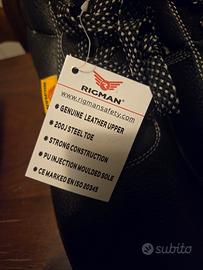 RIGMAN®
www.rigmansafety.com
• GENUINE LEATHER UPPER
• 200J STEEL TOE
• STRONG CONSTRUCTION
• PU INJECTION MOULDED SOLE
• CE MARKED EN ISO 20345
subito